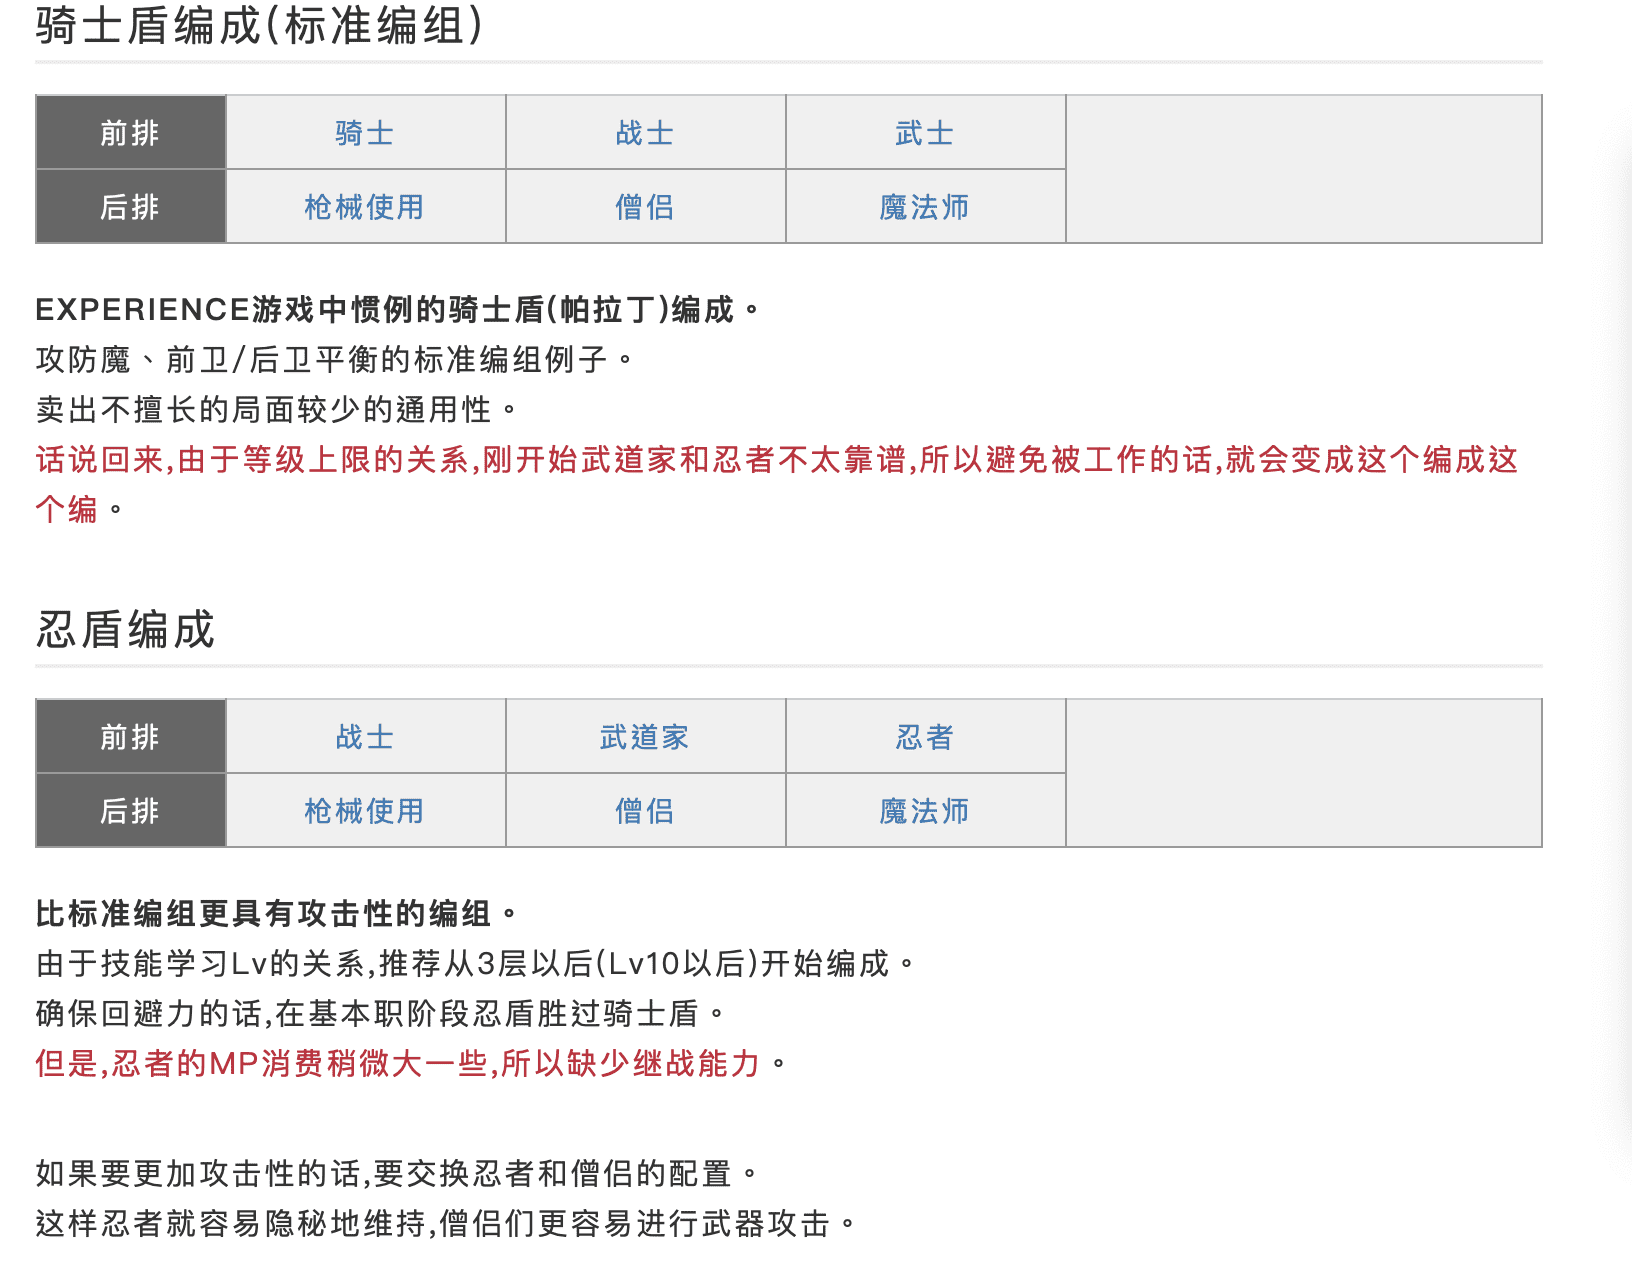 骑士盾编成(标准编组)
前排 骑士 战士 武士
后排 枪械使用 僧侣 魔法师
EXPERIENCE游戏中惯例的骑士盾(帕拉丁)编成。
攻防魔、前卫/后卫平衡的标准编组例子。
卖出不擅长的局面较少的通用性。
话说回来,由于等级上限的关系,刚开始武道家和忍者不太靠谱,所以避免被工作的话,就会变成这个编成这
个编。
忍盾编成
前排 战士 武道家 忍者
后排 枪械使用 僧侣 魔法师
比标准编组更具有攻击性的编组。
由于技能学习Lv的关系,推荐从3层以后(Lv10以后)开始编成。
确保回避力的话,在基本职阶段忍盾胜过骑士盾。
但是,忍者的MP消费稍微大一些,所以缺少继战能力。
如果要更加攻击性的话,要交换忍者和僧侣的配置。
这样忍者就容易隐秘地维持,僧侣们更容易进行武器攻击。